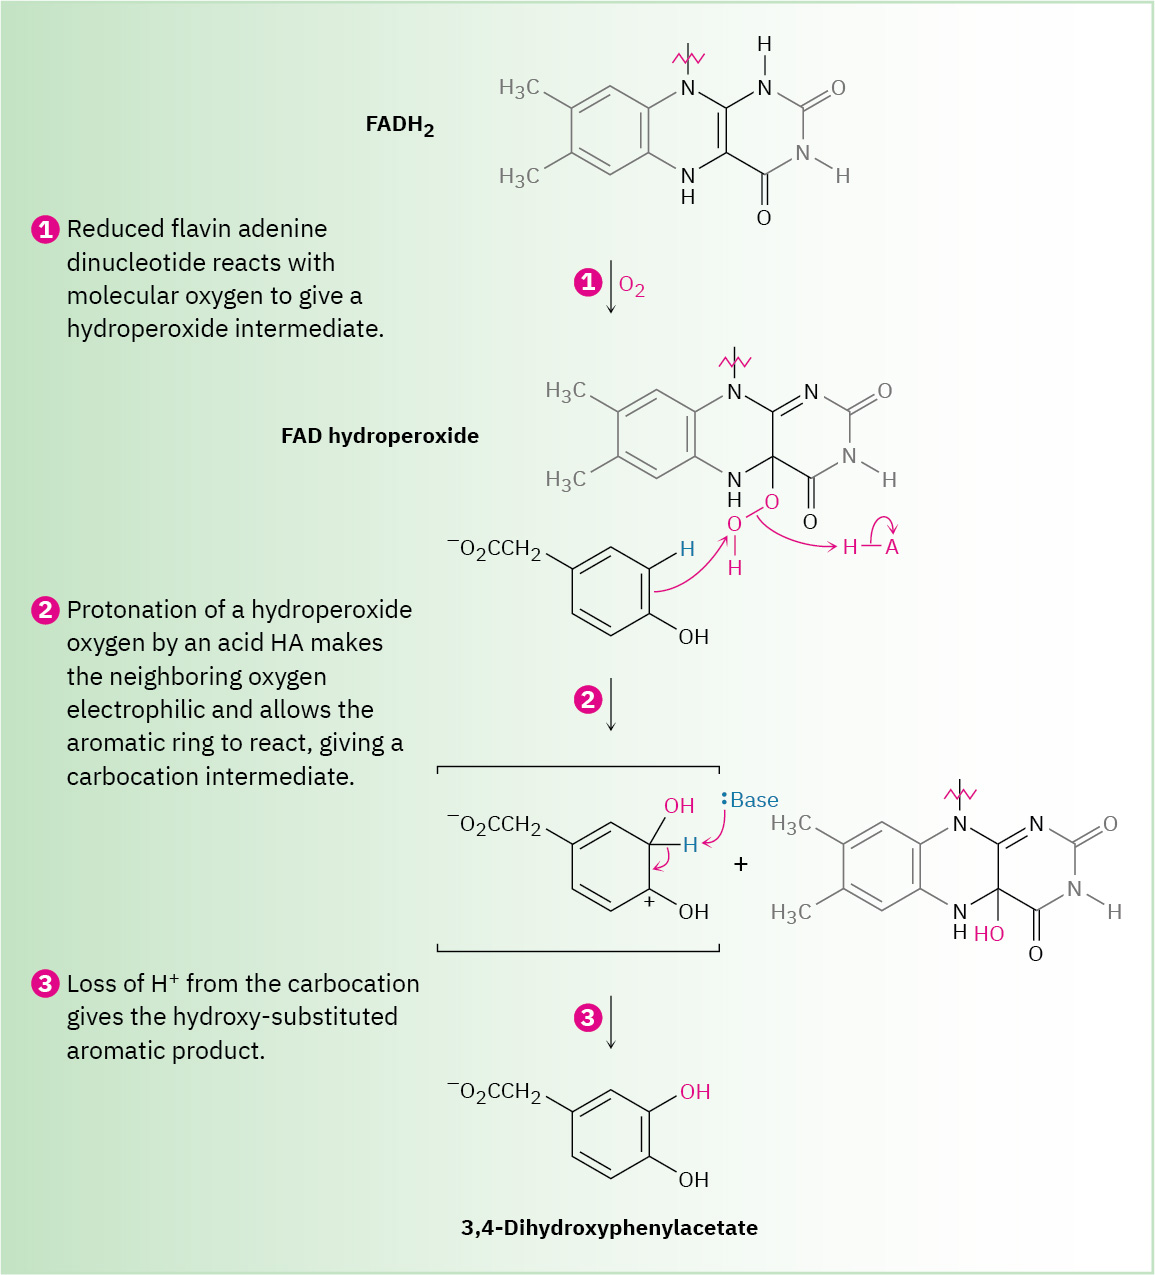 H
N
N
H₃C
O
FADH₂
N
H
H₃C
N
H
O
1 Reduced flavin adenine
dinucleotide reacts with
molecular oxygen to give a
hydroperoxide intermediate.
1 O₂
H₃C
N
N
O
FAD hydroperoxide
N
H₃C
N
H
H
O
O
O
H
H—A
⁻O₂CCH₂
H
OH
2 Protonation of a hydroperoxide
oxygen by an acid HA makes
the neighboring oxygen
electrophilic and allows the
aromatic ring to react, giving a
carbocation intermediate.
2
OH
:Base
⁻O₂CCH₂
H
+
OH
+
H₃C
N
N
O
N
H₃C
N
H
H
HO
O
3 Loss of H⁺ from the carbocation
gives the hydroxy-substituted
aromatic product.
3
⁻O₂CCH₂
OH
OH
3,4-Dihydroxyphenylacetate